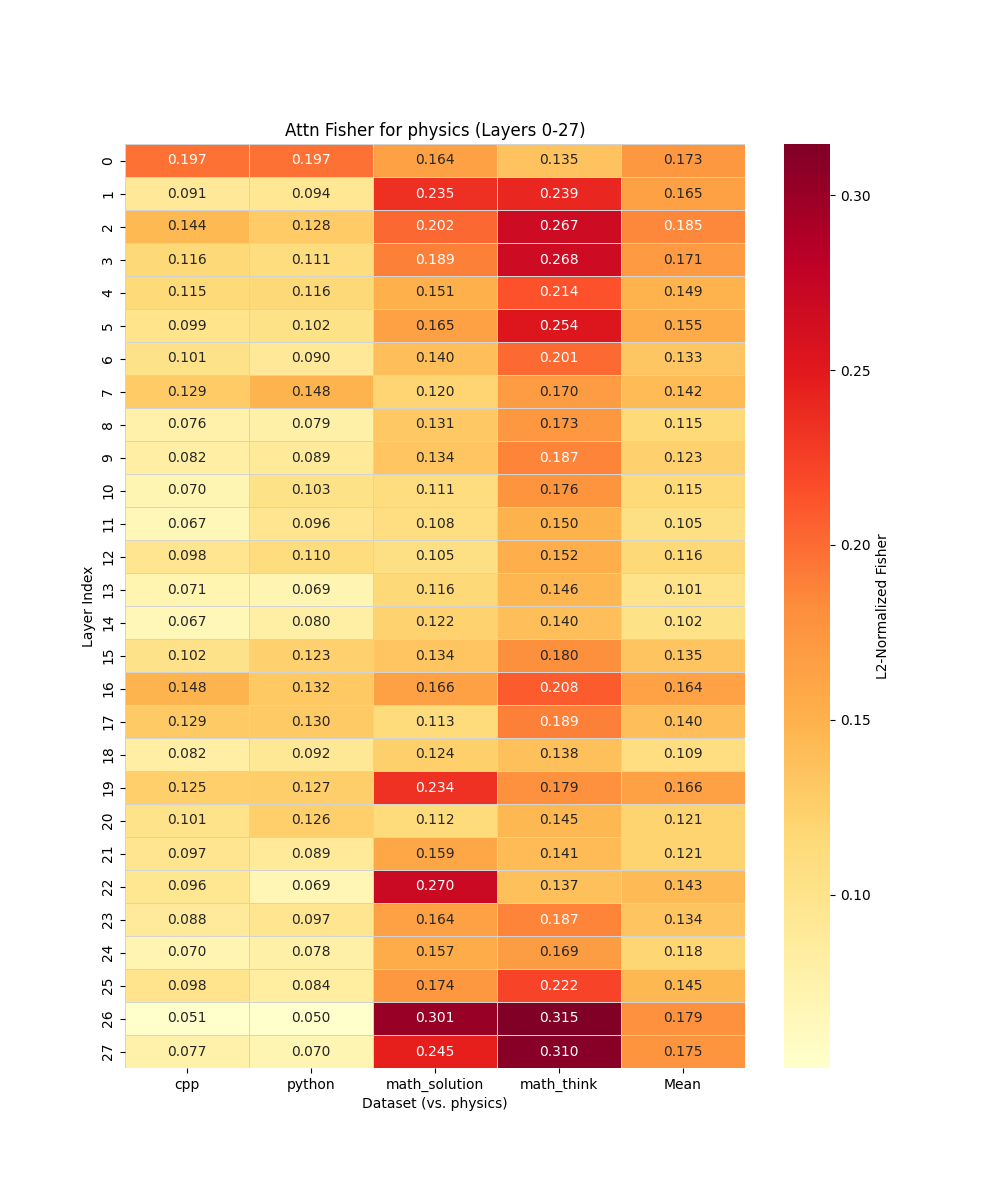 Attn Fisher for physics (Layers 0-27)
0 0.197 0.197 0.164 0.135 0.173
1 0.091 0.094 0.235 0.239 0.165
2 0.144 0.128 0.202 0.267 0.185
3 0.116 0.111 0.189 0.268 0.171
4 0.115 0.116 0.151 0.214 0.149
5 0.099 0.102 0.165 0.254 0.155
6 0.101 0.090 0.140 0.201 0.133
7 0.129 0.148 0.120 0.170 0.142
8 0.076 0.079 0.131 0.173 0.115
9 0.082 0.089 0.134 0.187 0.123
10 0.070 0.103 0.111 0.176 0.115
11 0.067 0.096 0.108 0.150 0.105
12 0.098 0.110 0.105 0.152 0.116
13 0.071 0.069 0.116 0.146 0.101
14 0.067 0.080 0.122 0.140 0.102
15 0.102 0.123 0.134 0.180 0.135
16 0.148 0.132 0.166 0.208 0.164
17 0.129 0.130 0.113 0.189 0.140
18 0.082 0.092 0.124 0.138 0.109
19 0.125 0.127 0.234 0.179 0.166
20 0.101 0.126 0.112 0.145 0.121
21 0.097 0.089 0.159 0.141 0.121
22 0.096 0.069 0.270 0.137 0.143
23 0.088 0.097 0.164 0.187 0.134
24 0.070 0.078 0.157 0.169 0.118
25 0.098 0.084 0.174 0.222 0.145
26 0.051 0.050 0.301 0.315 0.179
27 0.077 0.070 0.245 0.310 0.175
cpp python math_solution math_think Mean
Dataset (vs. physics)
Layer Index
0.30
0.25
0.20
0.15
0.10
L2-Normalized Fisher